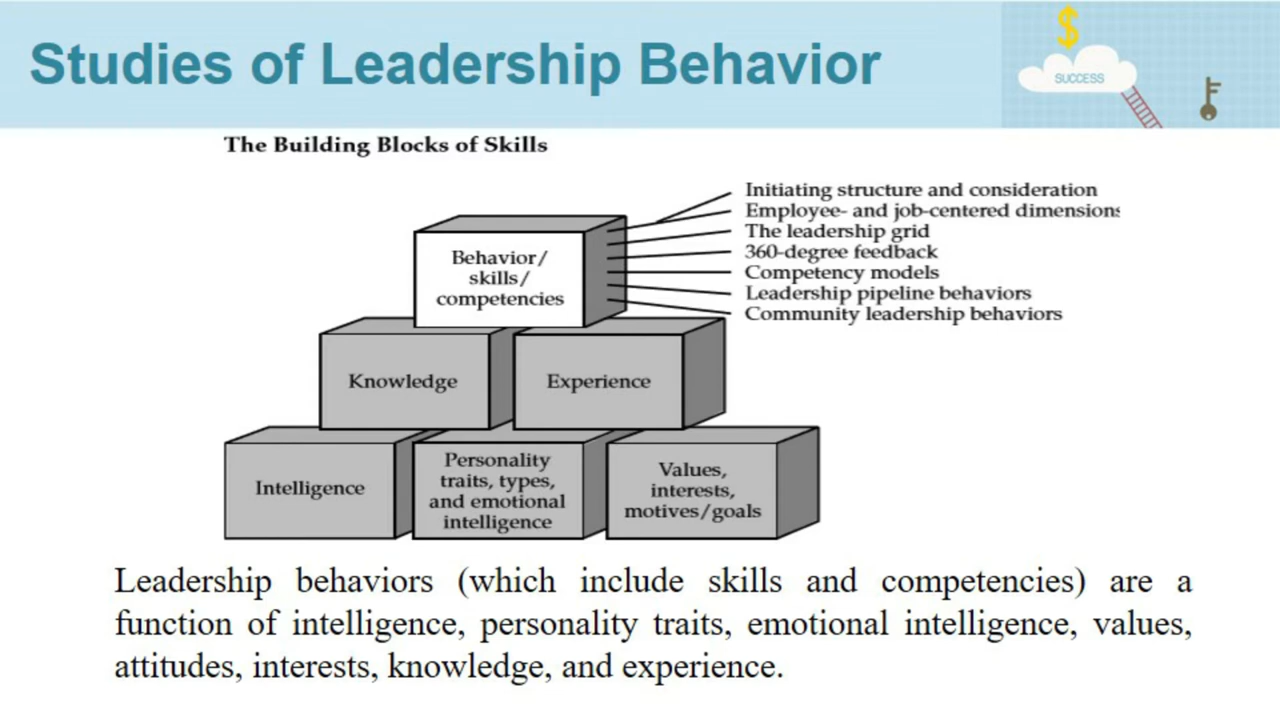 Studies of Leadership Behavior
$
SUCCESS
The Building Blocks of Skills
Initiating structure and consideration
Employee- and job-centered dimensions
The leadership grid
360-degree feedback
Competency models
Leadership pipeline behaviors
Community leadership behaviors
Behavior/
skills/
competencies
Knowledge
Experience
Intelligence
Personality
traits, types,
and emotional
intelligence
Values,
interests,
motives/goals
Leadership behaviors (which include skills and competencies) are a
function of intelligence, personality traits, emotional intelligence, values,
attitudes, interests, knowledge, and experience.